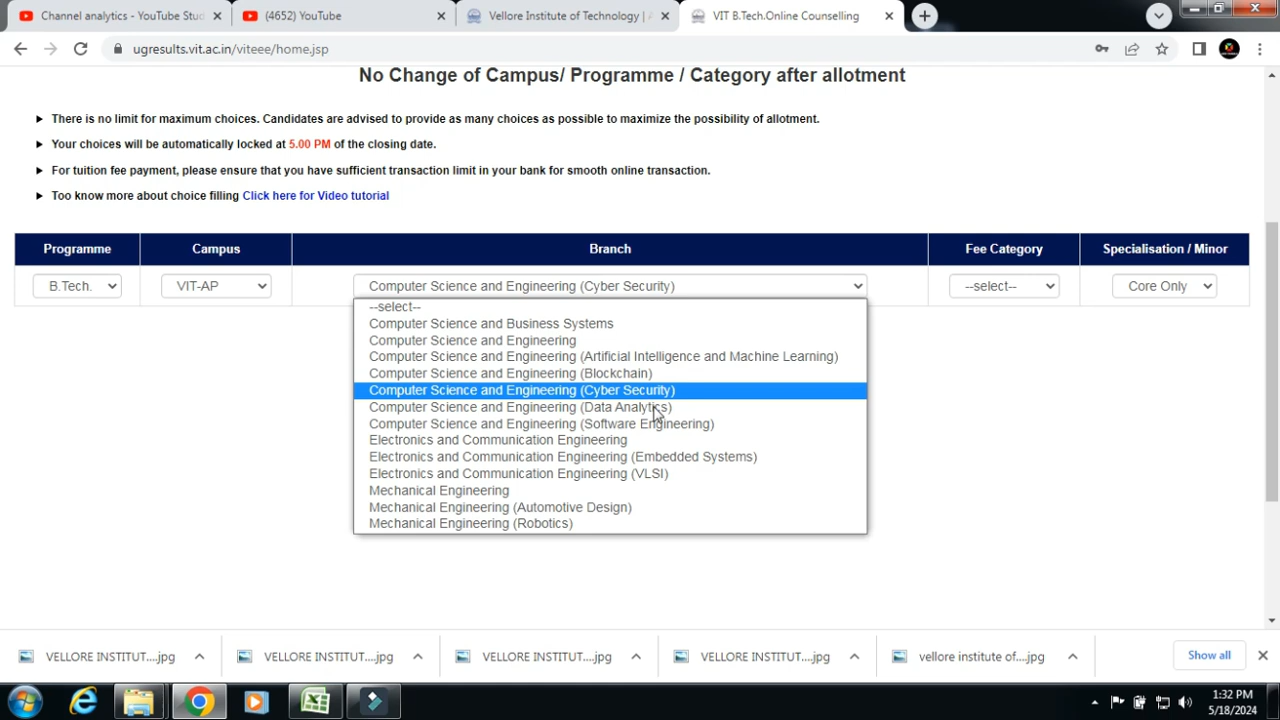 Channel analytics - YouTube Stud
(4652) YouTube
Vellore Institute of Technology | A
VIT B.Tech.Online Counselling
ugresults.vit.ac.in/viteee/home.jsp
No Change of Campus/ Programme / Category after allotment
There is no limit for maximum choices. Candidates are advised to provide as many choices as possible to maximize the possibility of allotment.
Your choices will be automatically locked at 5.00 PM of the closing date.
For tuition fee payment, please ensure that you have sufficient transaction limit in your bank for smooth online transaction.
Too know more about choice filling Click here for Video tutorial
Programme Campus Branch Fee Category Specialisation / Minor
B.Tech. VIT-AP Computer Science and Engineering (Cyber Security) --select-- Core Only
--select--
Computer Science and Business Systems
Computer Science and Engineering
Computer Science and Engineering (Artificial Intelligence and Machine Learning)
Computer Science and Engineering (Blockchain)
Computer Science and Engineering (Cyber Security)
Computer Science and Engineering (Data Analytics)
Computer Science and Engineering (Software Engineering)
Electronics and Communication Engineering
Electronics and Communication Engineering (Embedded Systems)
Electronics and Communication Engineering (VLSI)
Mechanical Engineering
Mechanical Engineering (Automotive Design)
Mechanical Engineering (Robotics)
VELLORE INSTITUT....jpg
VELLORE INSTITUT....jpg
VELLORE INSTITUT....jpg
VELLORE INSTITUT....jpg
vellore institute of....jpg
Show all
1:32 PM
5/18/2024